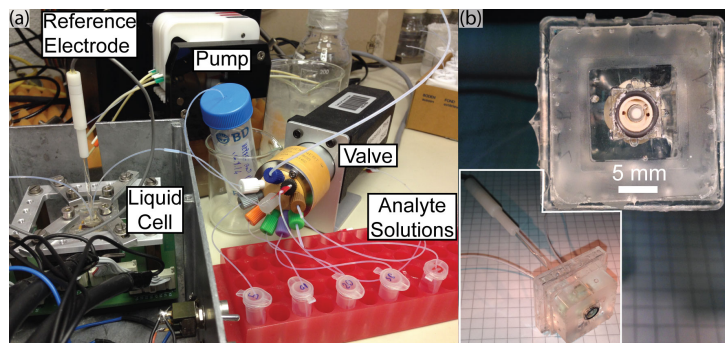 (a)
Reference
Electrode
Pump
BD
Valve
Liquid
Cell
Analyte
Solutions
(b)
5 mm